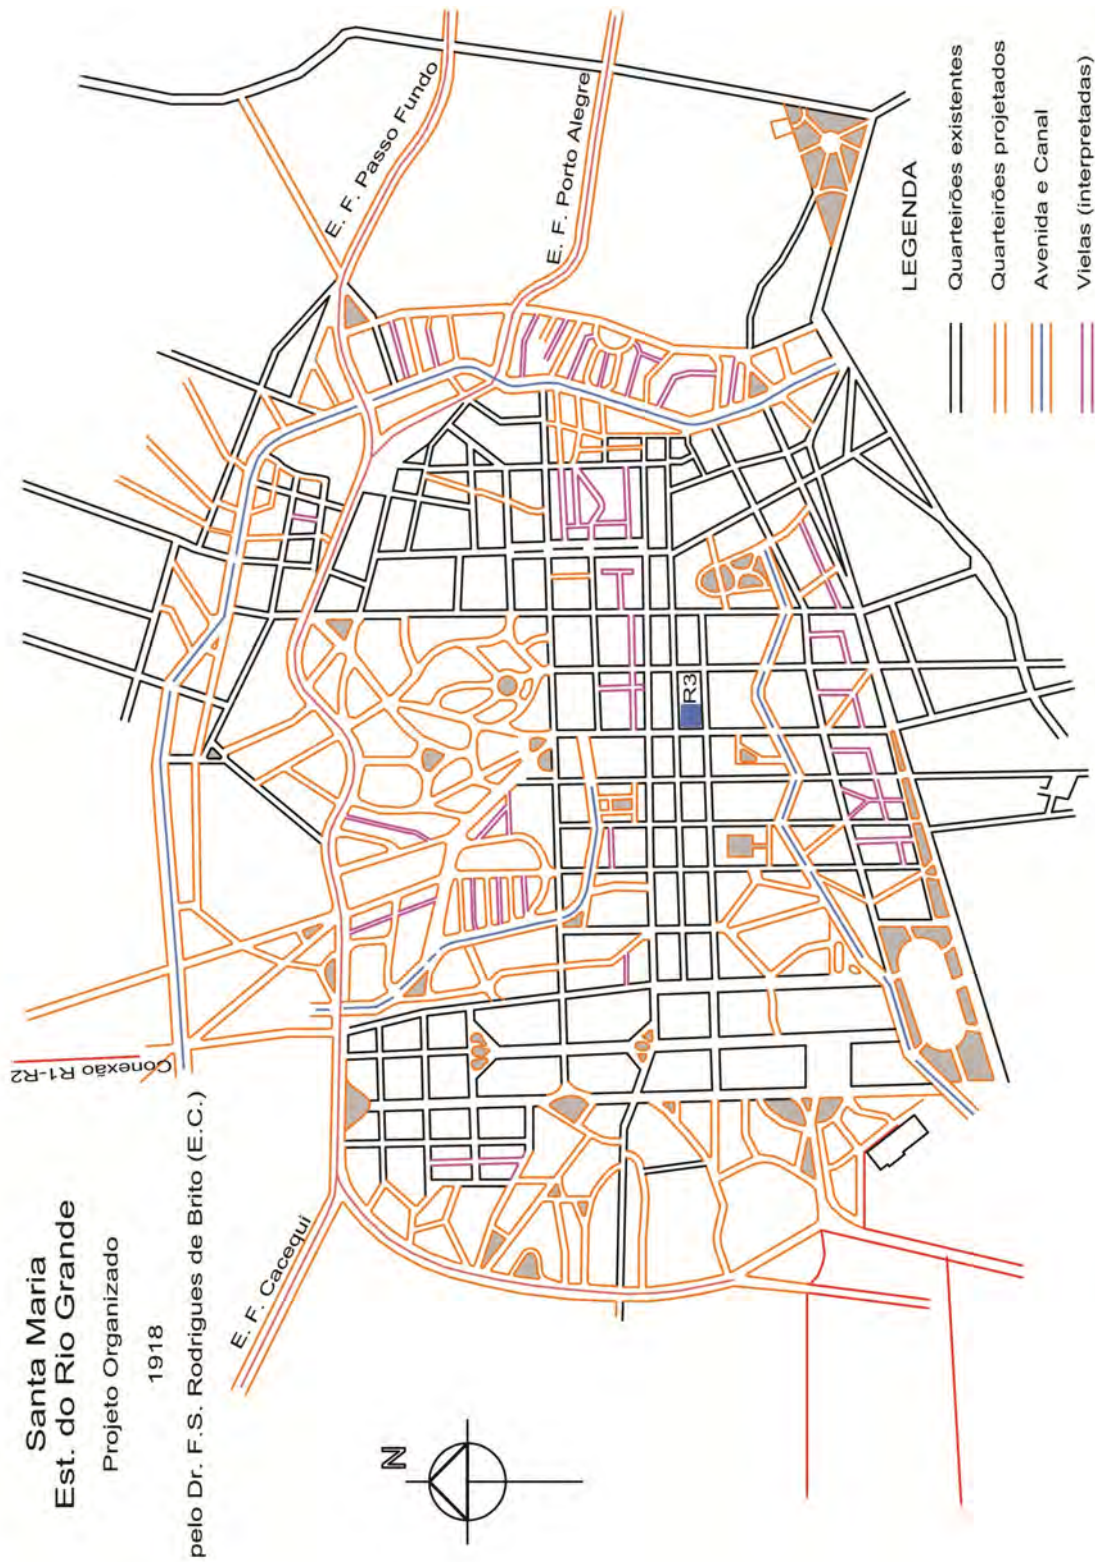 Santa Maria
Est. do Rio Grande
Projeto Organizado
1918
pelo Dr. F.S. Rodrigues de Brito (E.C.)
N
E. F. Cacequi
Conexão R1-R2
E. F. Passo Fundo
E. F. Porto Alegre
R3
LEGENDA
Quarteirões existentes
Quarteirões projetados
Avenida e Canal
Vielas (interpretadas)